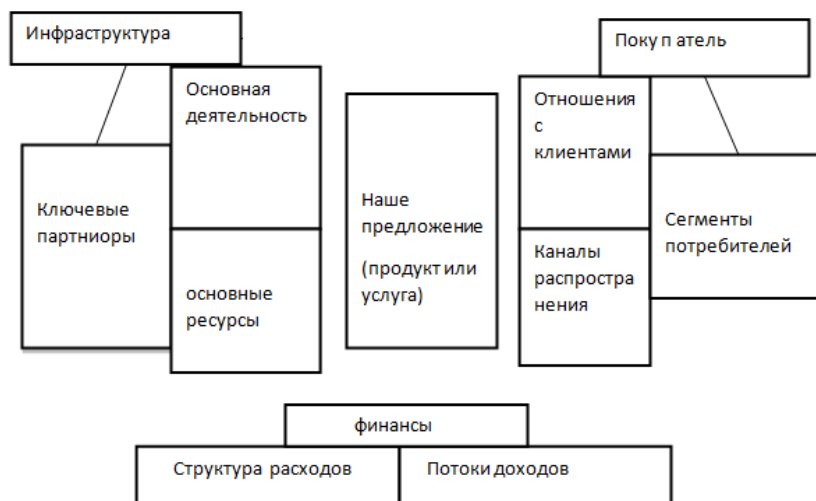 Инфраструктура
Основная
деятельность
Ключевые
партниоры
основные
ресурсы
Наше
предложение
(продукт или
услуга)
Покуп атель
Отношения
с
клиентами
Каналы
распростра
нения
Сегменты
потребителей
финансы
Структура расходов
Потоки доходов